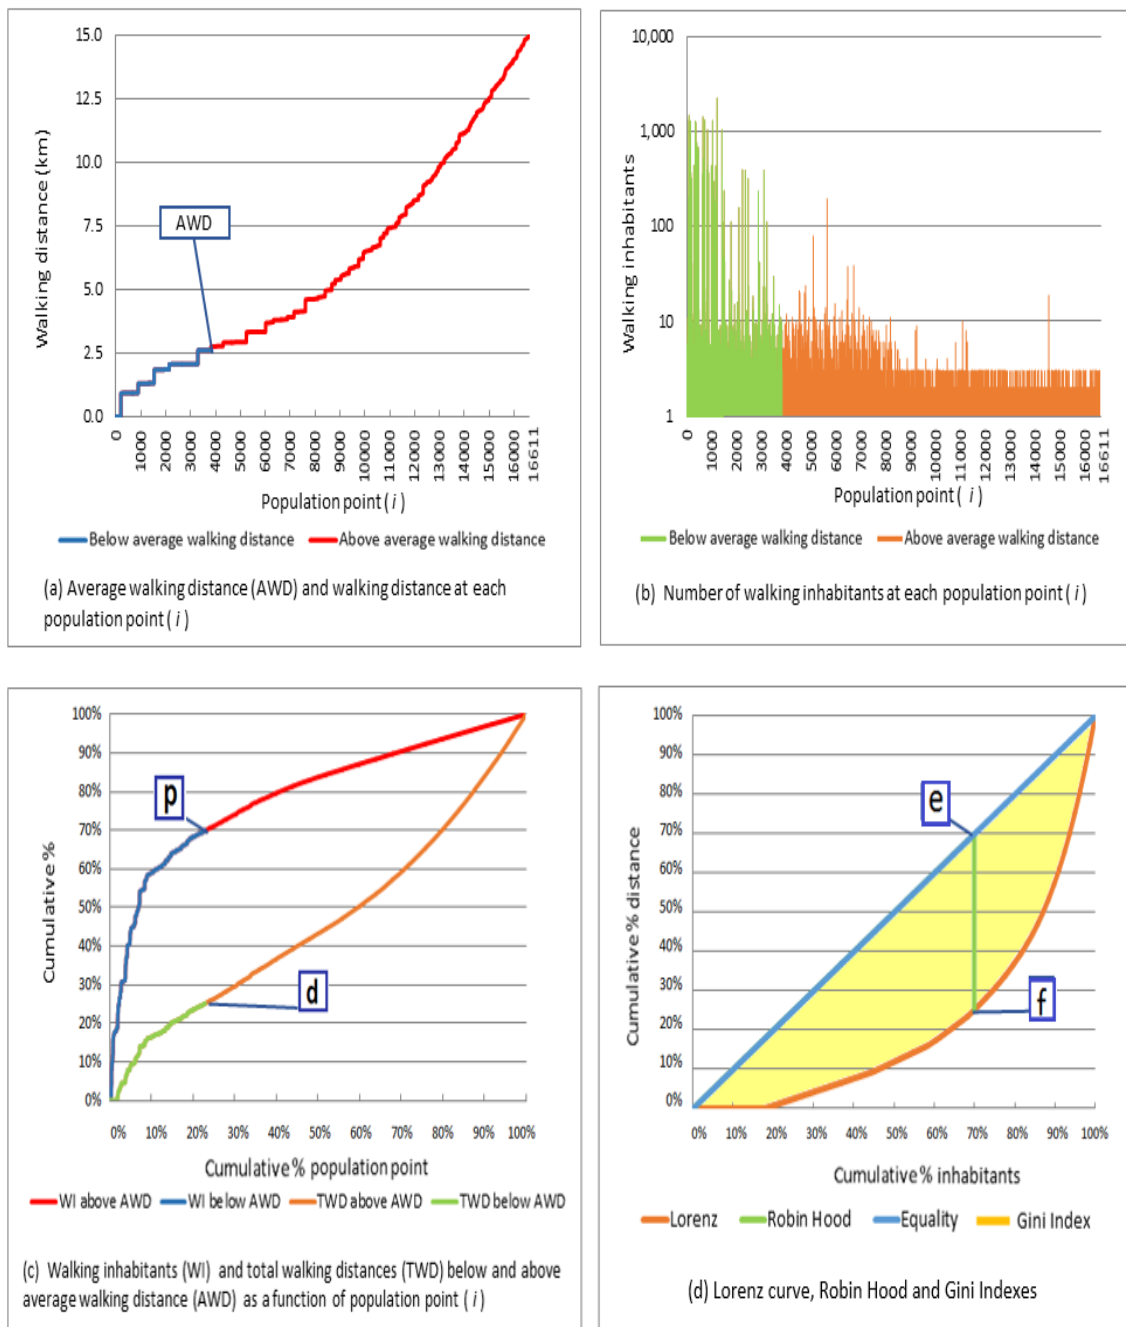 15.0
12.5
10.0
7.5
5.0
2.5
0.0
Walking distance (km)
AWD
0
1000
2000
3000
4000
5000
6000
7000
8000
9000
10000
11000
12000
13000
14000
15000
16000
16611
Population point ( i )
Below average walking distance
Above average walking distance
(a) Average walking distance (AWD) and walking distance at each
population point ( i )
10,000
1,000
100
10
1
Walking inhabitants
0
1000
2000
3000
4000
5000
6000
7000
8000
9000
10000
11000
12000
13000
14000
15000
16000
16611
Population point ( i )
Below average walking distance
Above average walking distance
(b) Number of walking inhabitants at each population point ( i )
100%
90%
80%
70%
60%
50%
40%
30%
20%
10%
0%
Cumulative %
p
d
0% 10% 20% 30% 40% 50% 60% 70% 80% 90% 100%
Cumulative % population point
WI above AWD WI below AWD TWD above AWD TWD below AWD
(c) Walking inhabitants (WI) and total walking distances (TWD) below and above
average walking distance (AWD) as a function of population point ( i )
100%
90%
80%
70%
60%
50%
40%
30%
20%
10%
0%
Cumulative % distance
e
f
0% 10% 20% 30% 40% 50% 60% 70% 80% 90% 100%
Cumulative % inhabitants
Lorenz Robin Hood Equality Gini Index
(d) Lorenz curve, Robin Hood and Gini Indexes